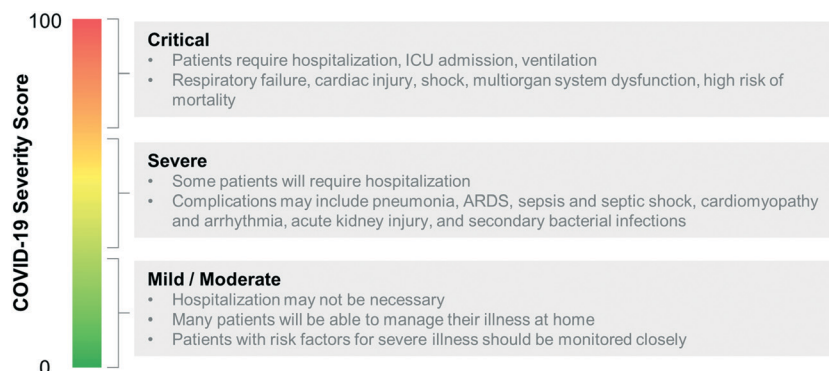 100
COVID-19 Severity Score
0
Critical
• Patients require hospitalization, ICU admission, ventilation
• Respiratory failure, cardiac injury, shock, multiorgan system dysfunction, high risk of
mortality
Severe
• Some patients will require hospitalization
• Complications may include pneumonia, ARDS, sepsis and septic shock, cardiomyopathy
and arrhythmia, acute kidney injury, and secondary bacterial infections
Mild / Moderate
• Hospitalization may not be necessary
• Many patients will be able to manage their illness at home
• Patients with risk factors for severe illness should be monitored closely